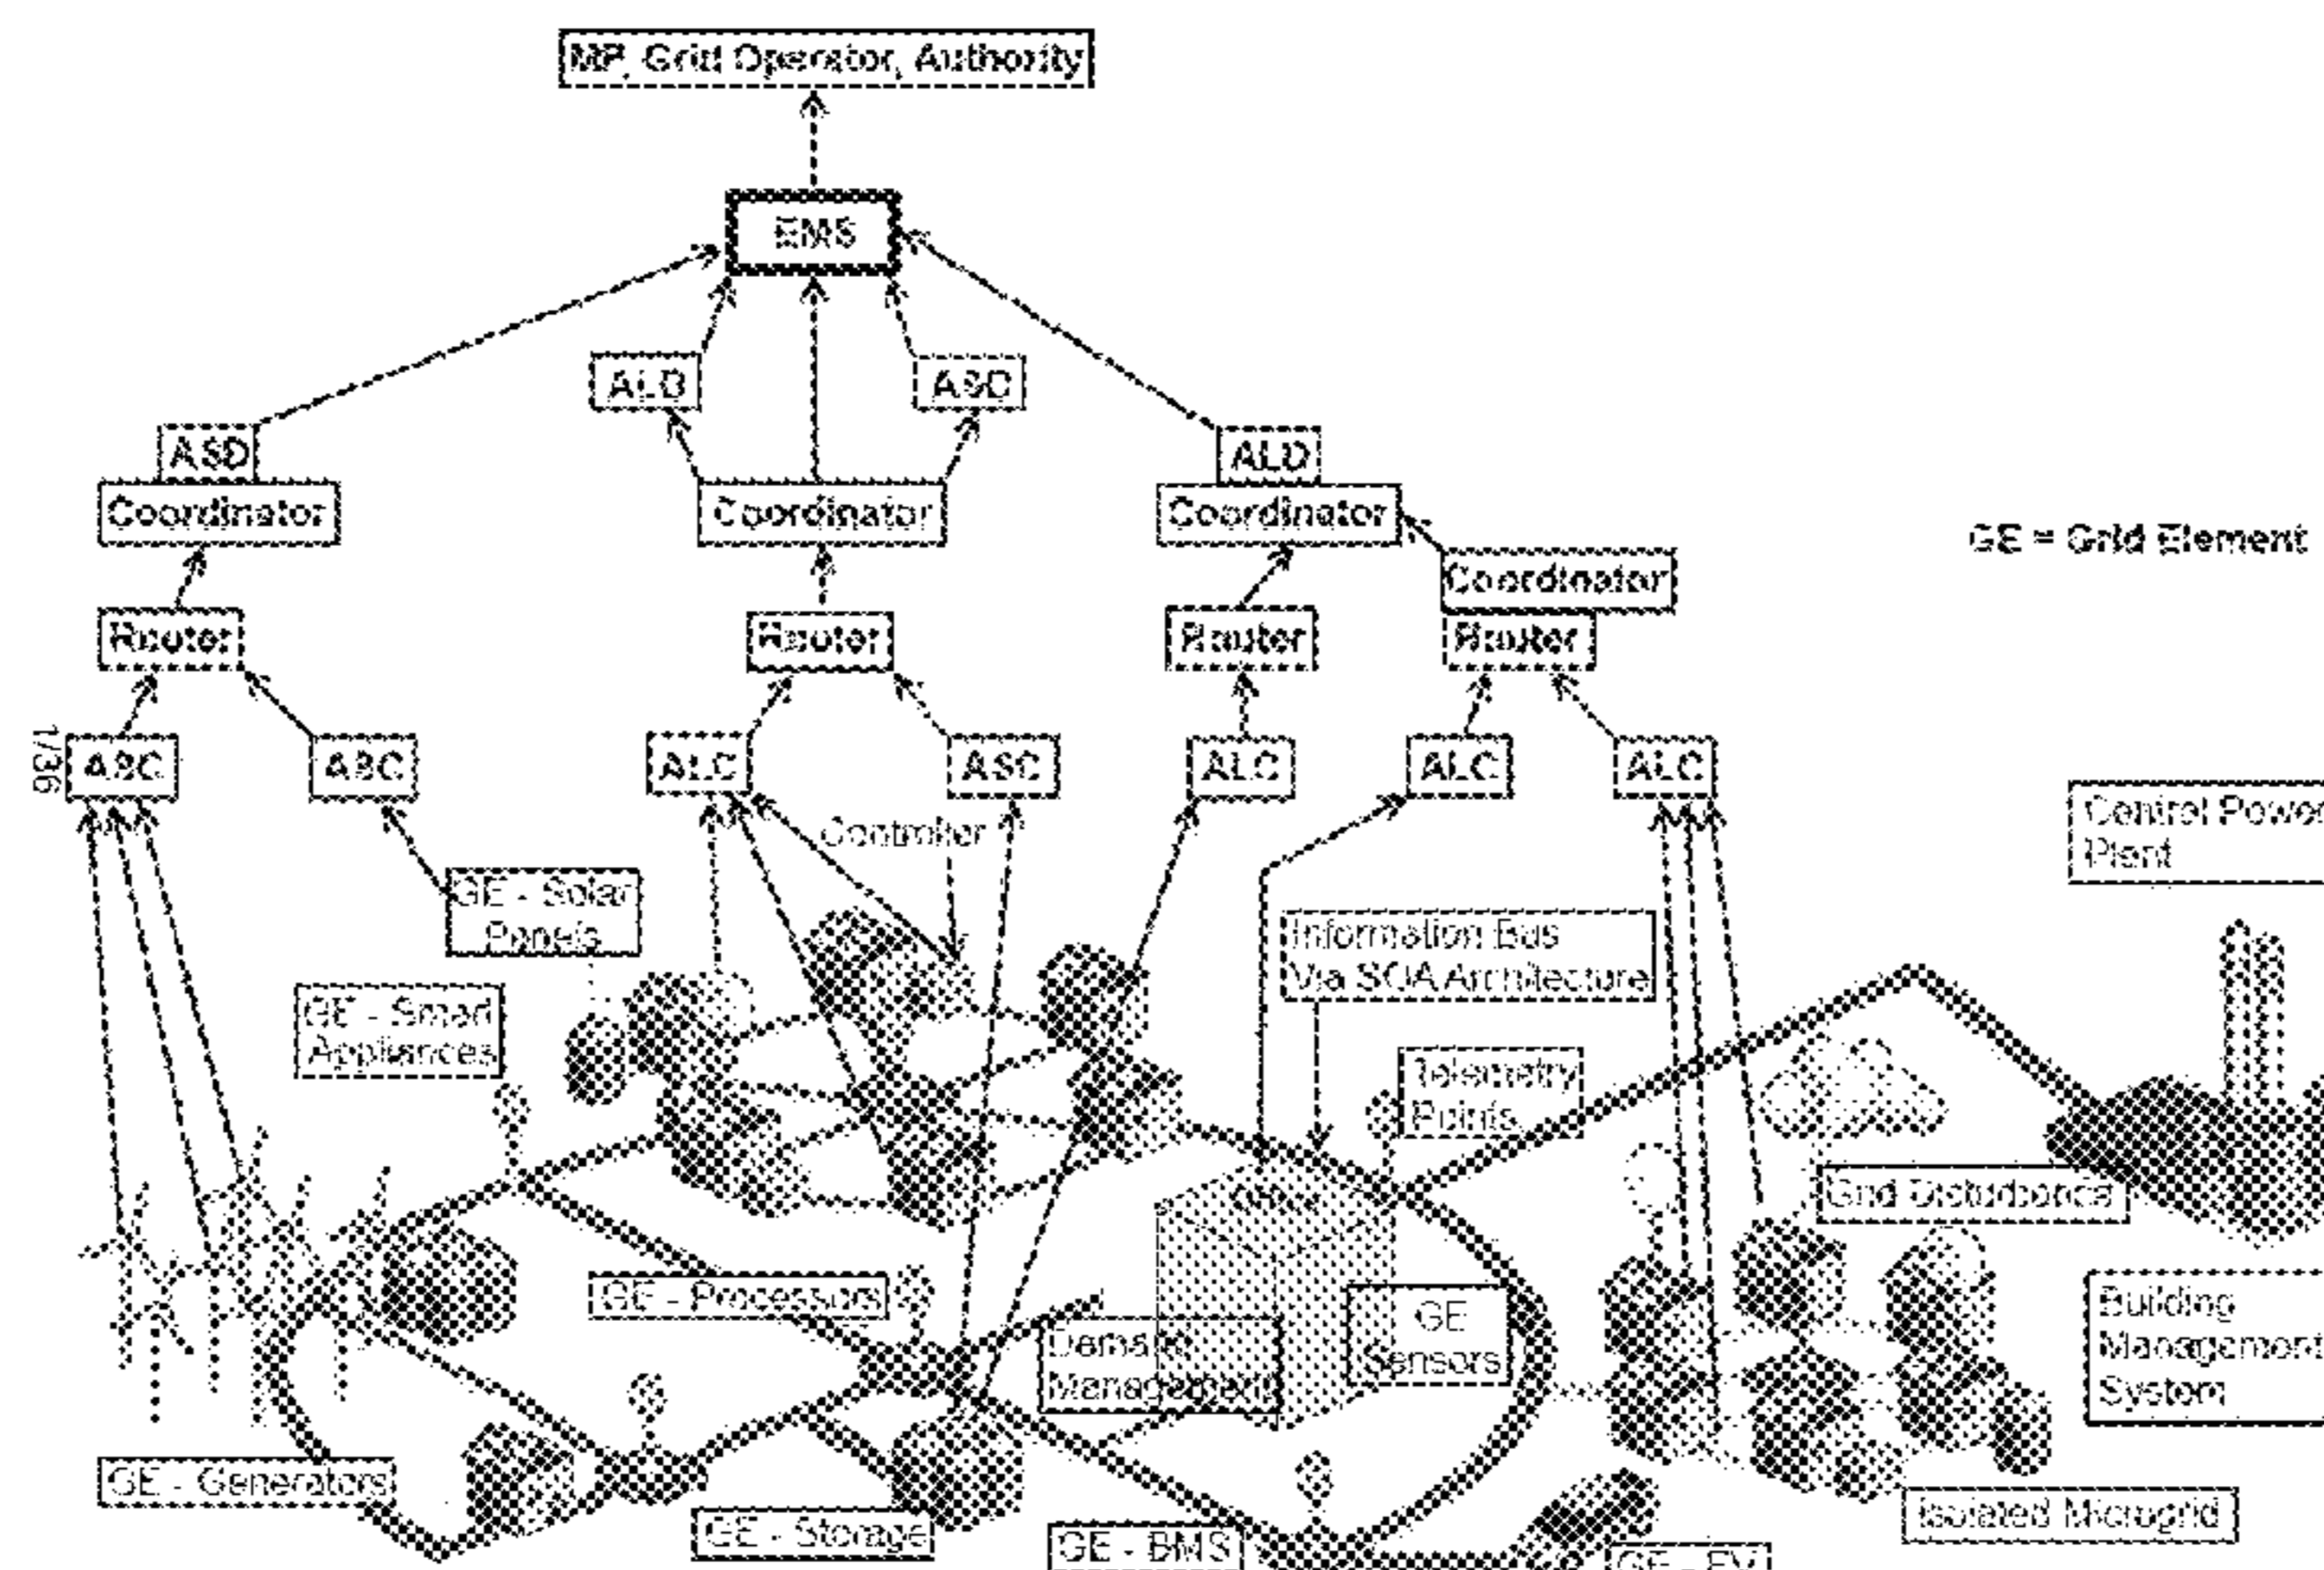 MP, Grid Operator, Authority
EMS
ALD
ASD
ASD
ALD
Coordinator
Coordinator
Coordinator
GE = Grid Element
Coordinator
Router
Router
Router
Router
1/36
ASC
ASC
ALC
ASC
ALC
ALC
ALC
Controller
Central Power
Plant
GE - Solar
Panels
Information Bus
Via SOA Architecture
GE - Smart
Appliances
Telemetry
Points
Grid Disturbance
GE - Processors
GE
Sensors
Demand
Management
Building
Management
System
GE - Generators
GE - Storage
GE - BMS
Isolated Microgrid
GE - EV